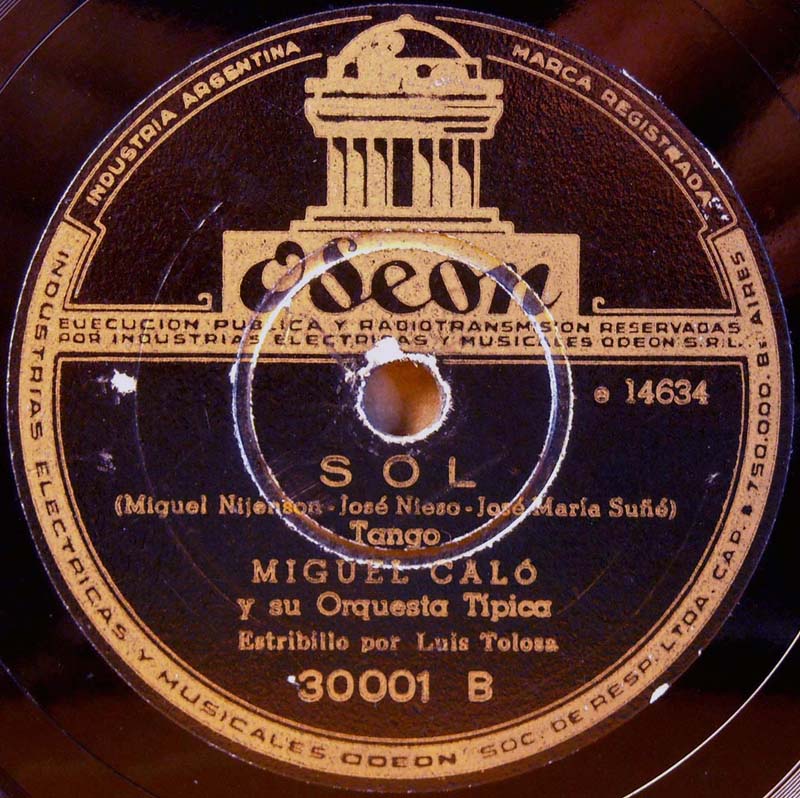 INDUSTRIA ARGENTINA
MARCA REGISTRADA
Odeon
EJECUCION PUBLICA Y RADIOTRANSMISION RESERVADAS
POR INDUSTRIAS ELECTRICAS Y MUSICALES ODEON S.R.L.
e 14634
SOL
(Miguel Nijenson - José Nieso - José María Suñé)
Tango
MIGUEL CALÓ
y su Orquesta Típica
Estribillo por Luis Tolosa
30001 B
INDUSTRIAS ELECTRICAS Y MUSICALES ODEON SOC. DE RESP. LTDA. CAP. $ 750.000. Bs AIRES